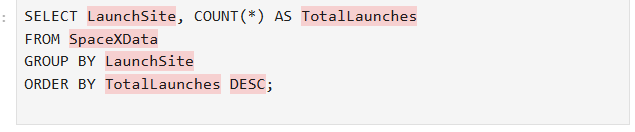 :
SELECT LaunchSite, COUNT(*) AS TotalLaunches
FROM SpaceXData
GROUP BY LaunchSite
ORDER BY TotalLaunches DESC;